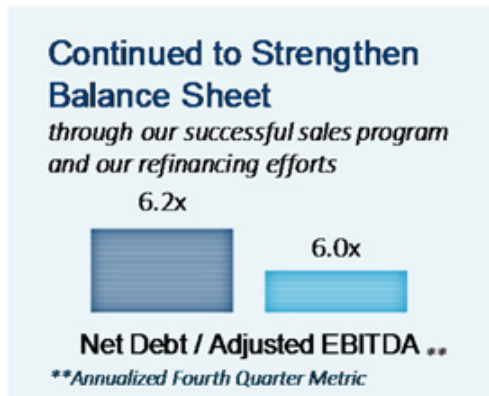 Continued to Strengthen
Balance Sheet
through our successful sales program
and our refinancing efforts
6.2x
6.0x
Net Debt / Adjusted EBITDA **
**Annualized Fourth Quarter Metric